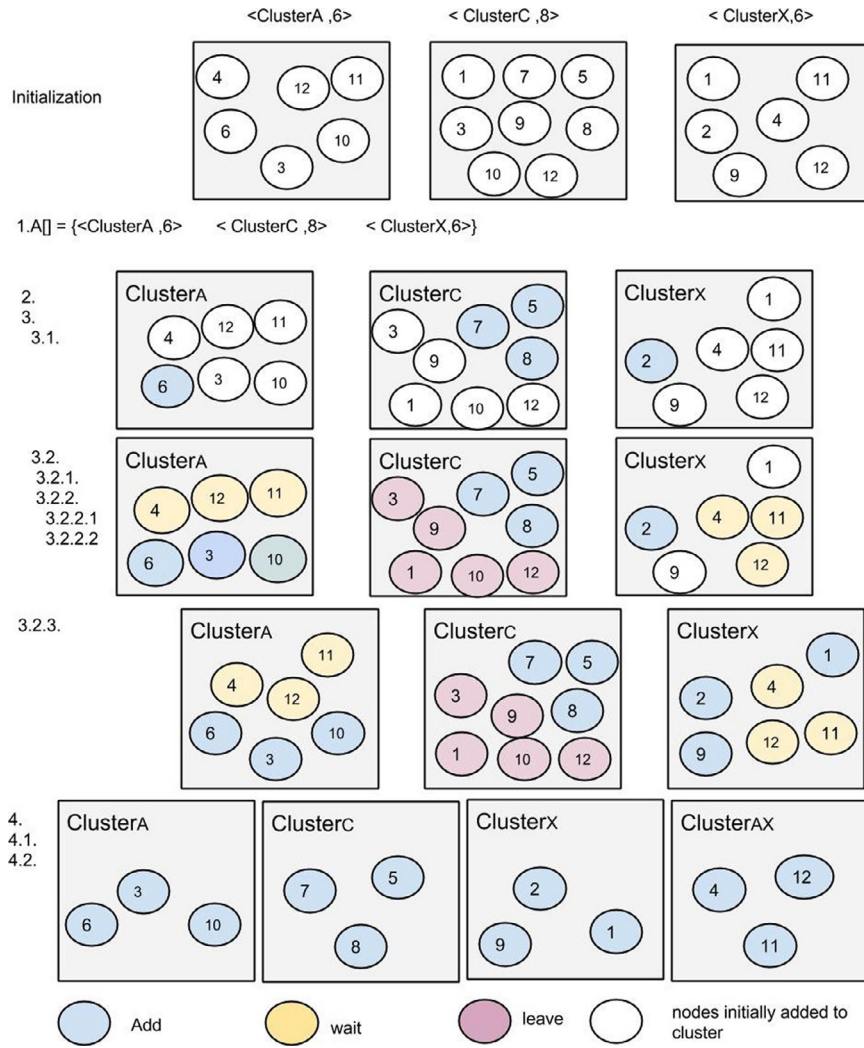 <ClusterA ,6> < ClusterC ,8> < ClusterX,6>
Initialization
4 12 11
6 10
3
1 7 5
3 9 8
10 12
1 11
2 4
9 12
1.A[] = {<ClusterA ,6> < ClusterC ,8> < ClusterX,6>}
2.
3.
3.1.
ClusterA
4 12 11
6 3 10
ClusterC
5
3 7
9 8
1 10 12
ClusterX
1
2 4 11
9 12
3.2.
3.2.1.
3.2.2.
3.2.2.1
3.2.2.2
ClusterA
4 12 11
6 3 10
ClusterC
5
3 7
9 8
1 10 12
ClusterX
1
2 4 11
9 12
3.2.3.
ClusterA
11
4 12
6 10
3
ClusterC
7 5
3 9 8
1 10 12
ClusterX
1
2 4
9 12 11
4.
4.1.
4.2.
ClusterA
3
6 10
ClusterC
7 5
8
ClusterX
2
9 1
ClusterAX
4 12
11
Add
wait
leave
nodes initially added to
cluster